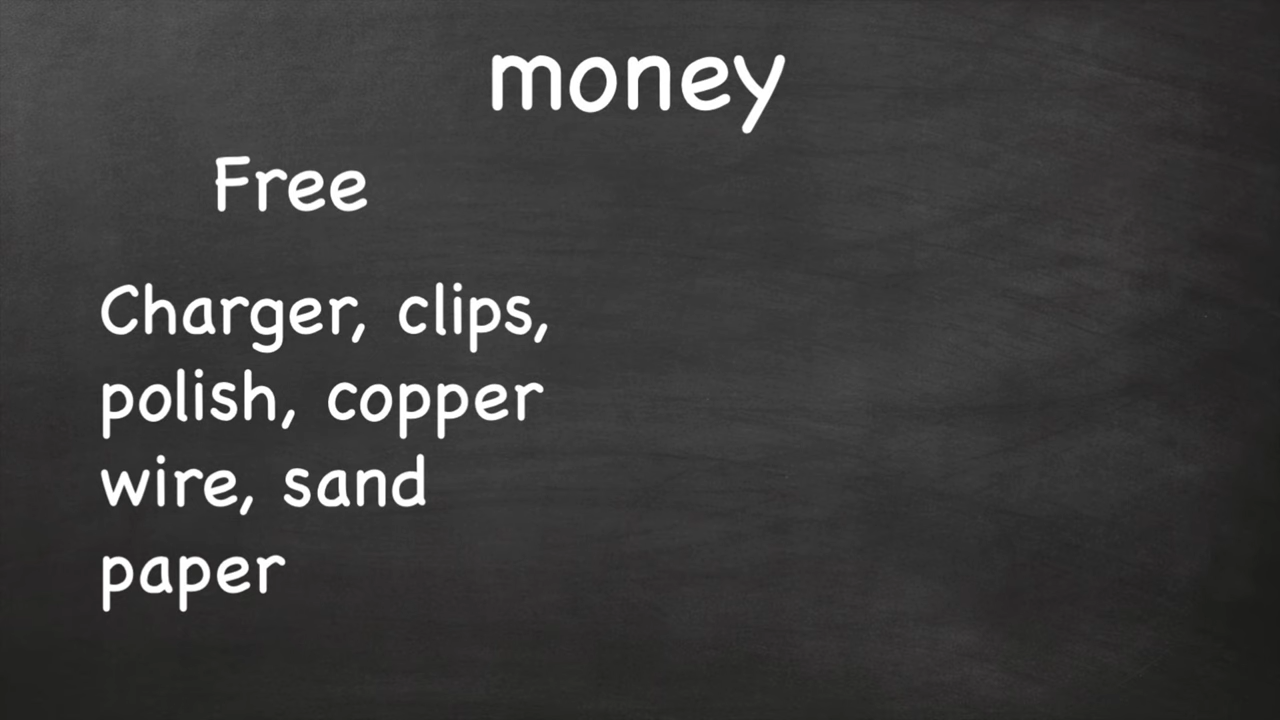 money
Free
Charger, clips,
polish, copper
wire, sand
paper